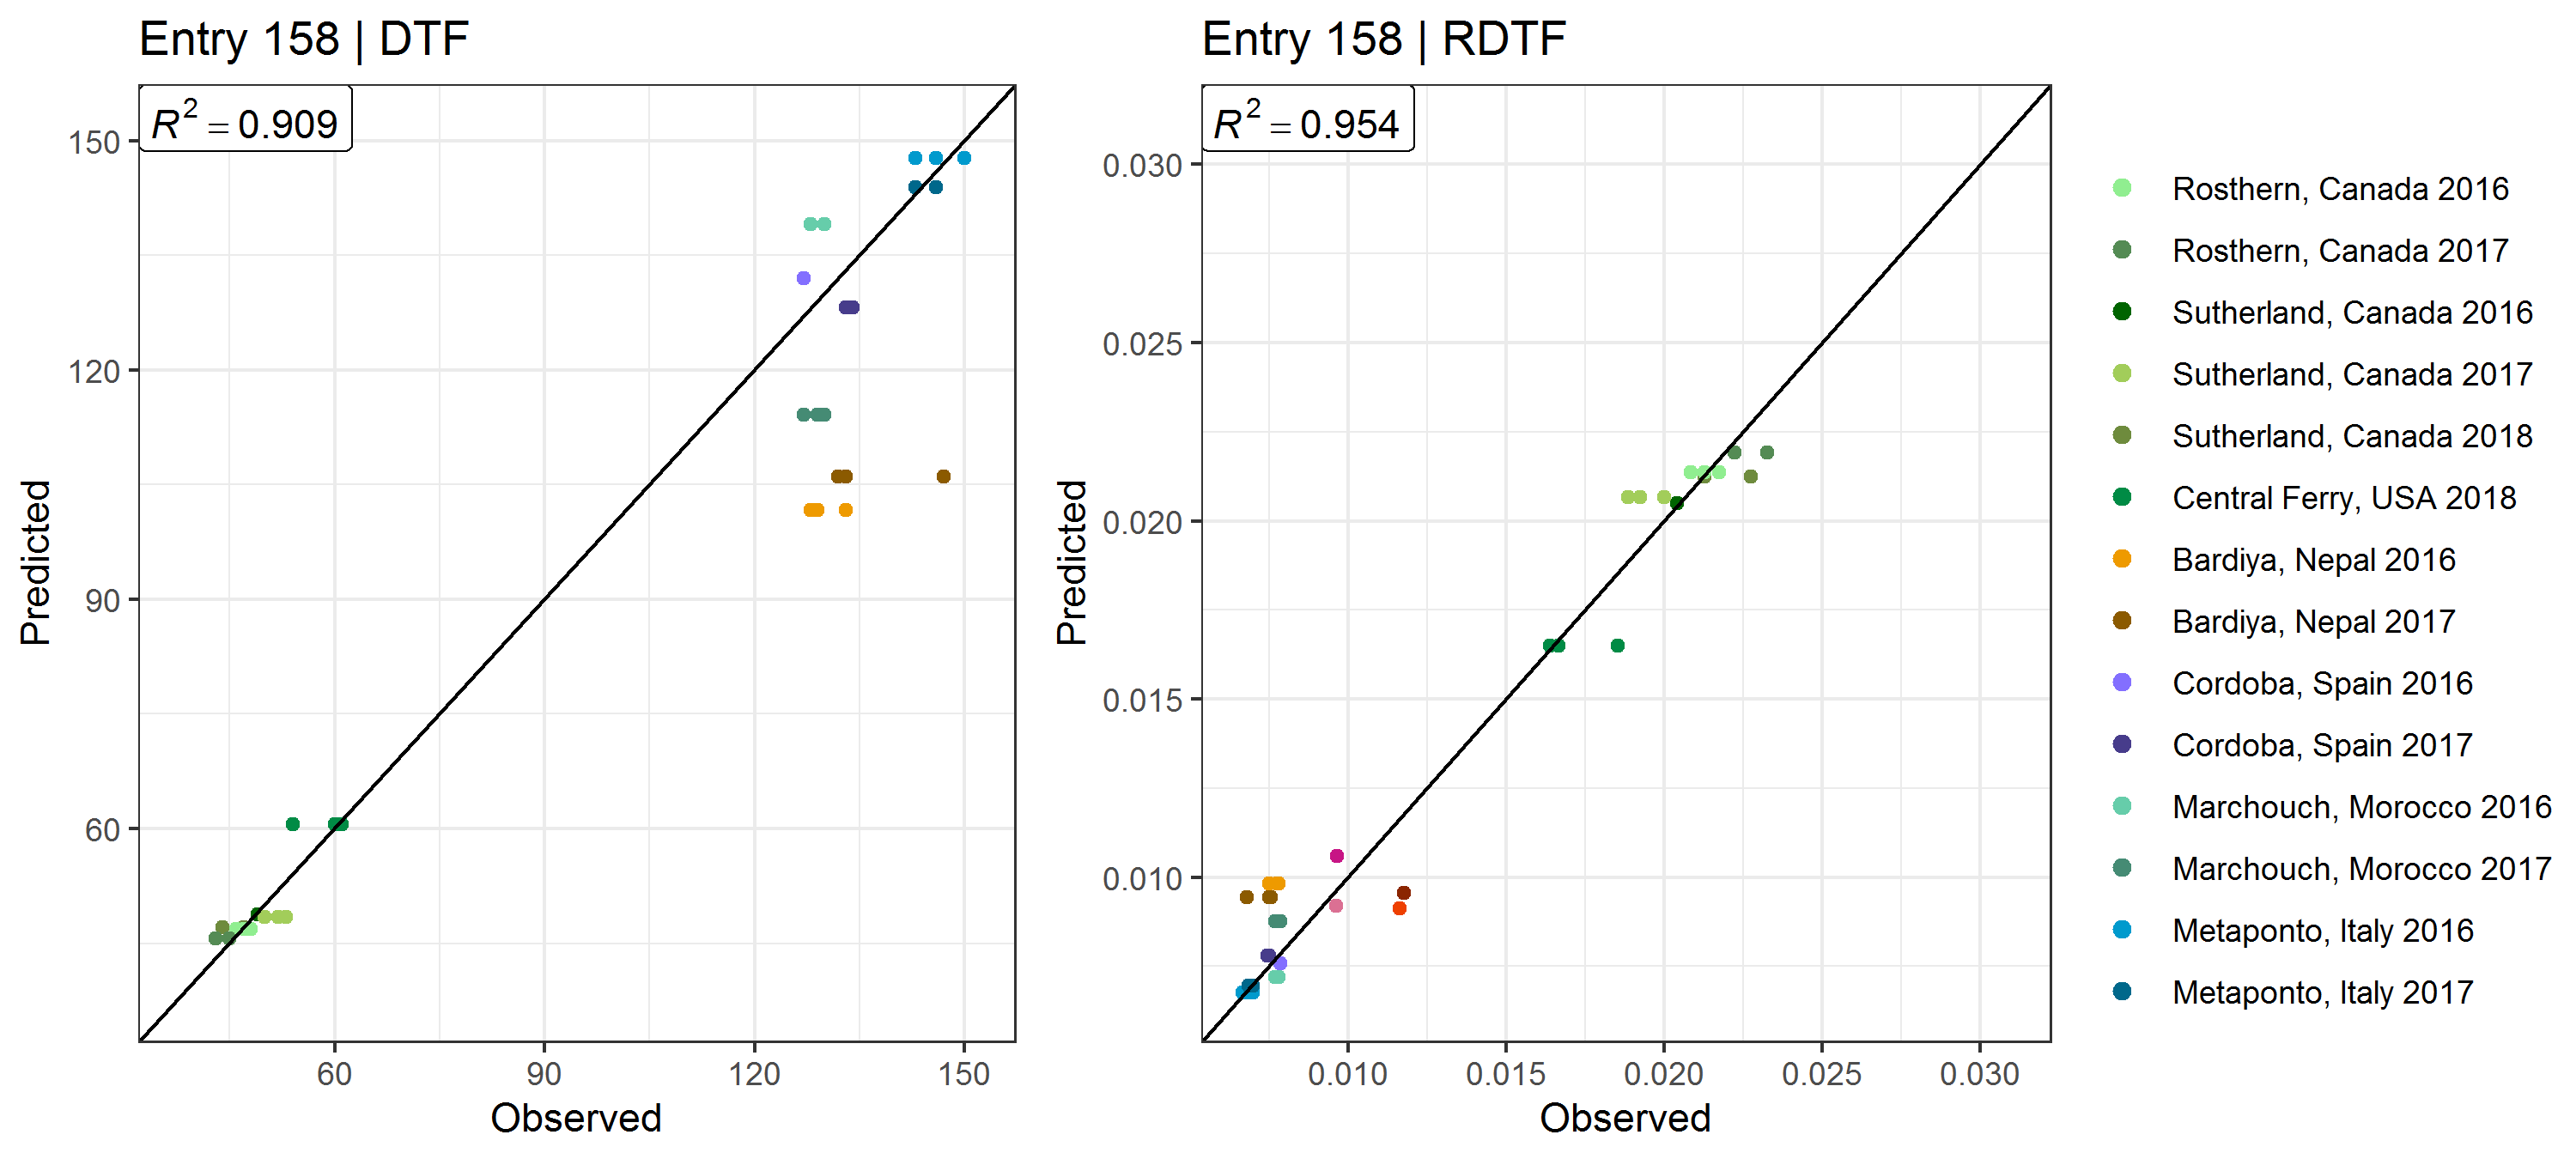 Entry 158 | DTF
R² = 0.909
150
120
90
60
Predicted
60 90 120 150
Observed
Entry 158 | RDTF
R² = 0.954
0.030
0.025
0.020
0.015
0.010
Predicted
0.010 0.015 0.020 0.025 0.030
Observed
Rosthern, Canada 2016
Rosthern, Canada 2017
Sutherland, Canada 2016
Sutherland, Canada 2017
Sutherland, Canada 2018
Central Ferry, USA 2018
Bardiya, Nepal 2016
Bardiya, Nepal 2017
Cordoba, Spain 2016
Cordoba, Spain 2017
Marchouch, Morocco 2016
Marchouch, Morocco 2017
Metaponto, Italy 2016
Metaponto, Italy 2017